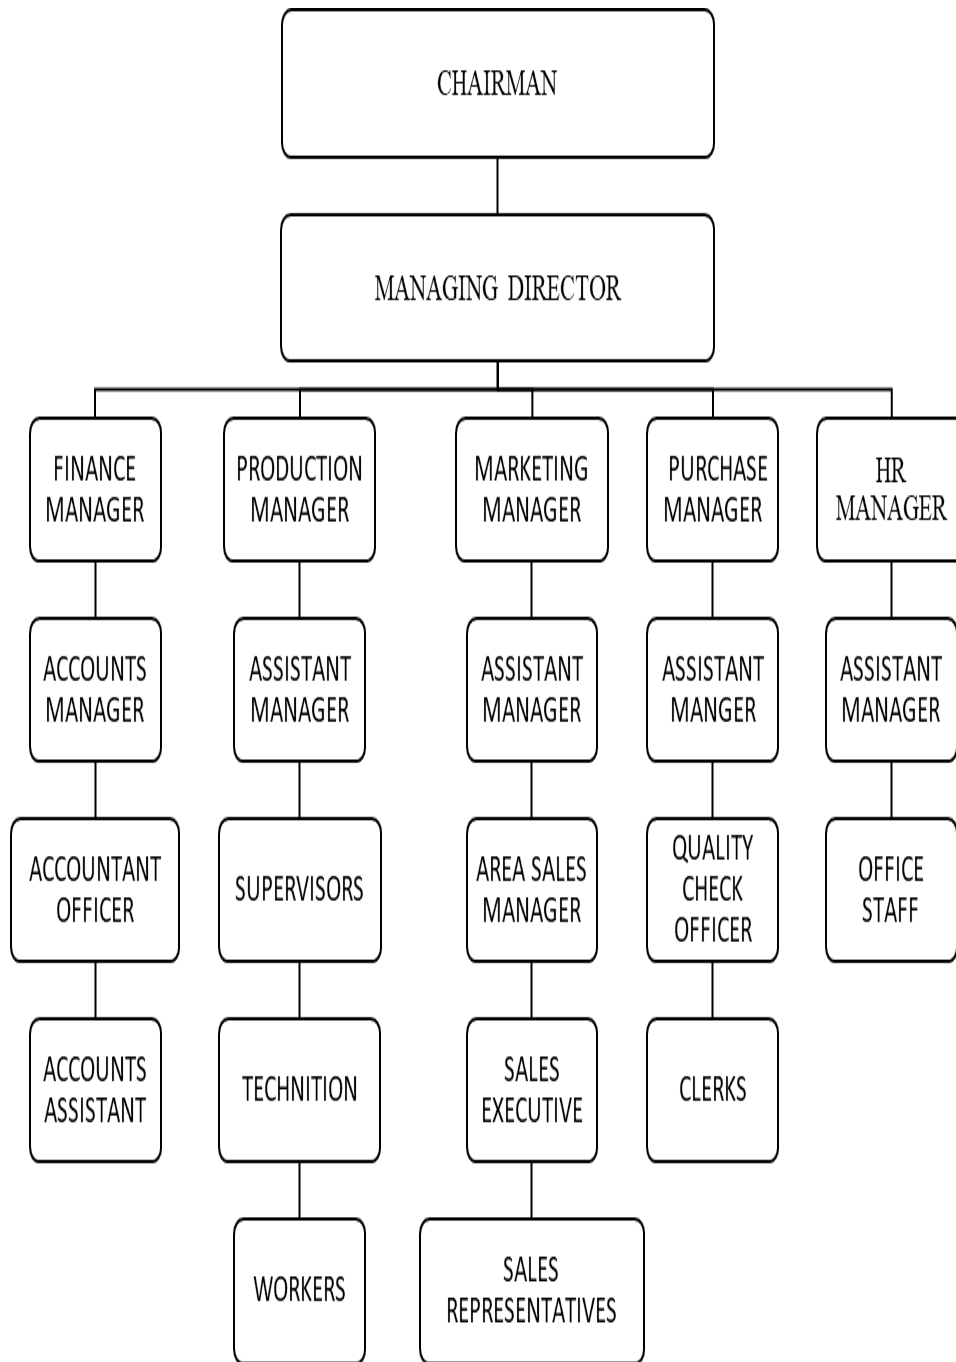 CHAIRMAN
MANAGING DIRECTOR
FINANCE
MANAGER
PRODUCTION
MANAGER
MARKETING
MANAGER
PURCHASE
MANAGER
HR
MANAGER
ACCOUNTS
MANAGER
ASSISTANT
MANAGER
ASSISTANT
MANAGER
ASSISTANT
MANGER
ASSISTANT
MANAGER
ACCOUNTANT
OFFICER
SUPERVISORS
AREA SALES
MANAGER
QUALITY
CHECK
OFFICER
OFFICE
STAFF
ACCOUNTS
ASSISTANT
TECHNITION
SALES
EXECUTIVE
CLERKS
WORKERS
SALES
REPRESENTATIVES